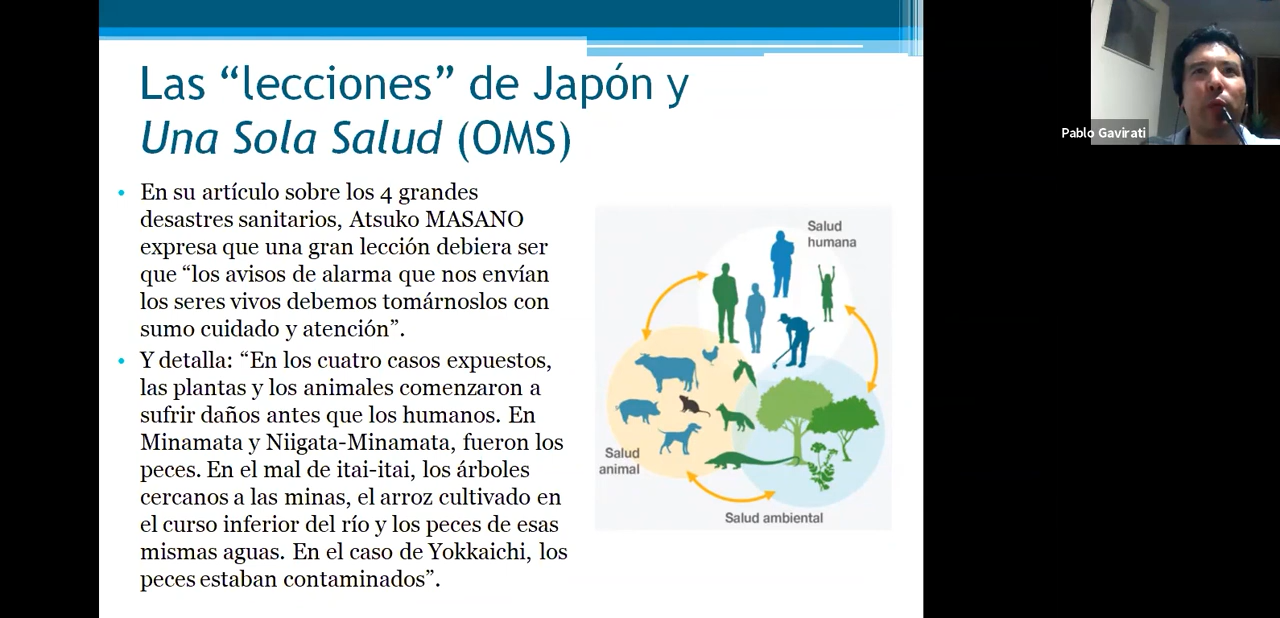 Las “lecciones” de Japón y
Una Sola Salud (OMS)
• En su artículo sobre los 4 grandes
desastres sanitarios, Atsuko MASANO
expresa que una gran lección debiera ser
que “los avisos de alarma que nos envían
los seres vivos debemos tomárnoslos con
sumo cuidado y atención”.
• Y detalla: “En los cuatro casos expuestos,
las plantas y los animales comenzaron a
sufrir daños antes que los humanos. En
Minamata y Niigata-Minamata, fueron los
peces. En el mal de itai-itai, los árboles
cercanos a las minas, el arroz cultivado en
el curso inferior del río y los peces de esas
mismas aguas. En el caso de Yokkaichi, los
peces estaban contaminados”.
Salud
humana
Salud
animal
Salud ambiental
Pablo Gavirati